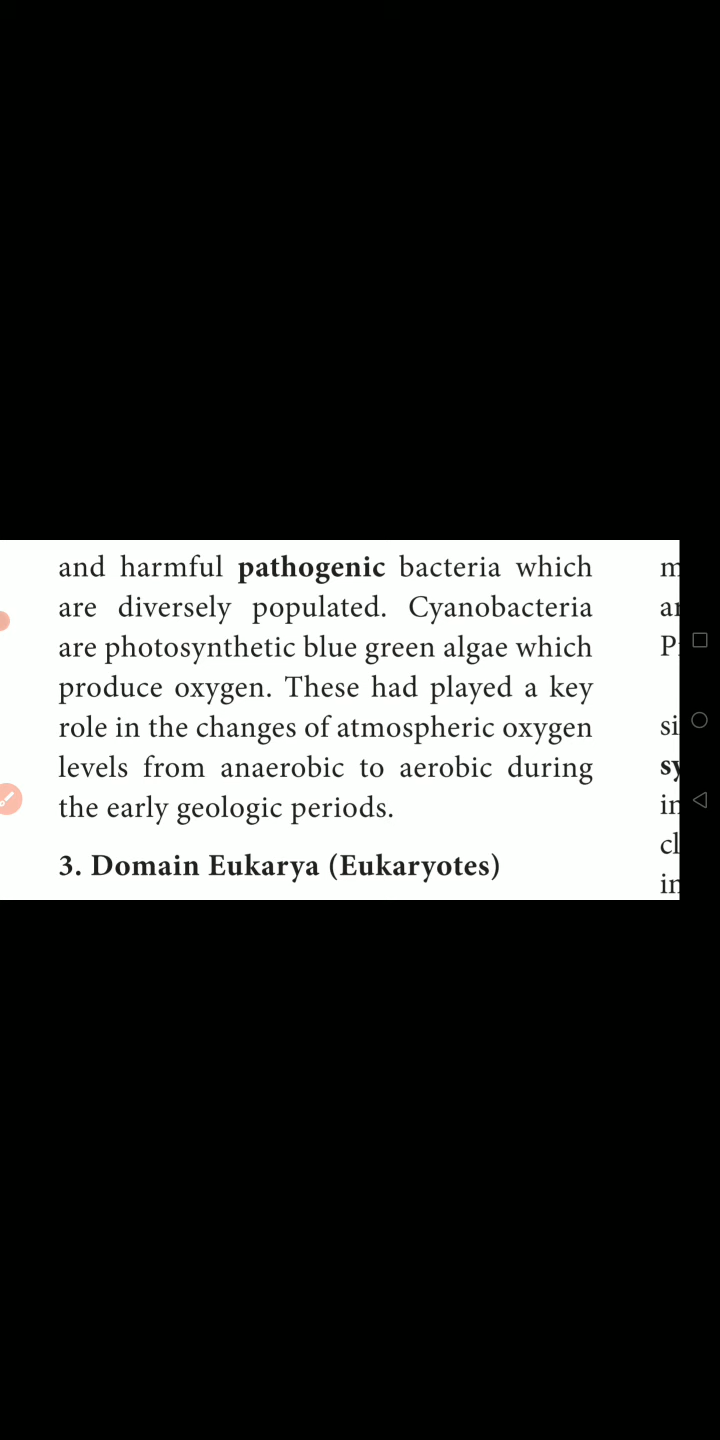 and harmful pathogenic bacteria which
are diversely populated. Cyanobacteria
are photosynthetic blue green algae which
produce oxygen. These had played a key
role in the changes of atmospheric oxygen
levels from anaerobic to aerobic during
the early geologic periods.
3. Domain Eukarya (Eukaryotes)